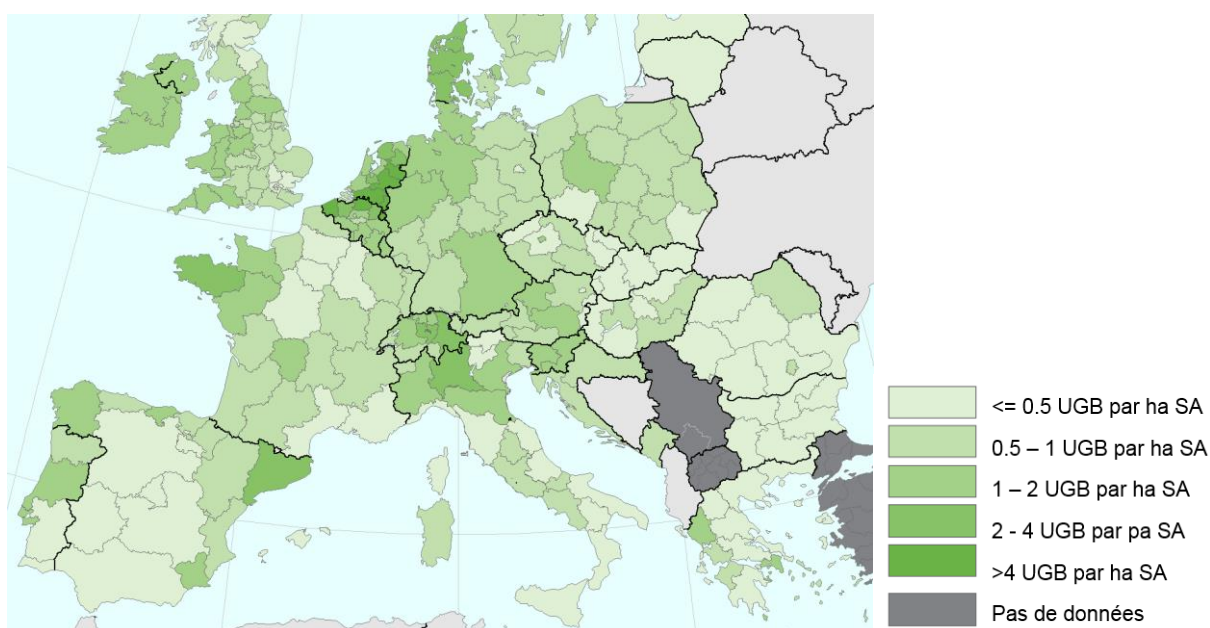 <= 0.5 UGB par ha SA
0.5 – 1 UGB par ha SA
1 – 2 UGB par ha SA
2 - 4 UGB par pa SA
>4 UGB par ha SA
Pas de données